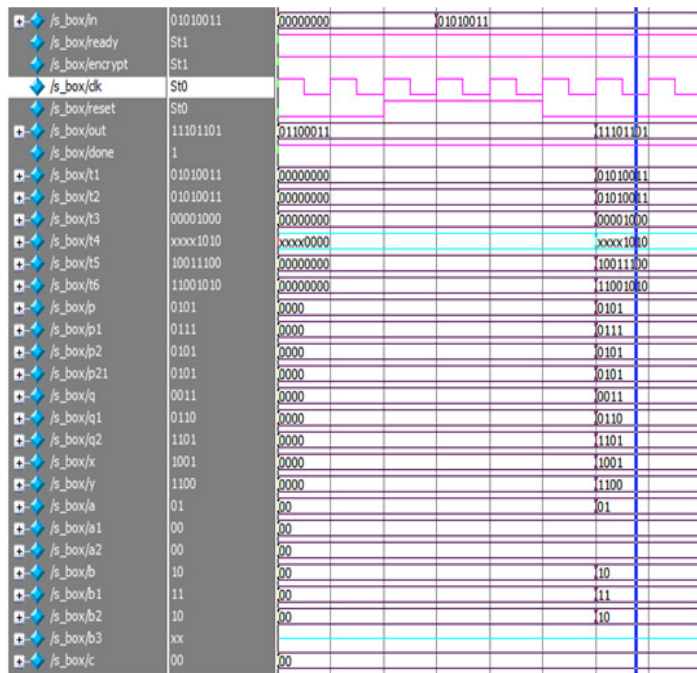 /s_box/in 01010011 00000000 01010011
/s_box/ready St1
/s_box/encrypt St1
/s_box/clk St0
/s_box/reset St0
/s_box/out 11101101 01100011 11101101
/s_box/done 1
/s_box/t1 01010011 00000000 01010011
/s_box/t2 01010011 00000000 01010011
/s_box/t3 00001000 00000000 00001000
/s_box/t4 xxxx1010 xxxx0000 xxxx1010
/s_box/t5 10011100 00000000 10011100
/s_box/t6 11001010 00000000 11001010
/s_box/p 0101 0000 0101
/s_box/p1 0111 0000 0111
/s_box/p2 0101 0000 0101
/s_box/p21 0101 0000 0101
/s_box/q 0011 0000 0011
/s_box/q1 0110 0000 0110
/s_box/q2 1101 0000 1101
/s_box/x 1001 0000 1001
/s_box/y 1100 0000 1100
/s_box/a 01 00 01
/s_box/a1 00 00
/s_box/a2 00 00
/s_box/b 10 00 10
/s_box/b1 11 00 11
/s_box/b2 10 00 10
/s_box/b3 xx
/s_box/c 00 00